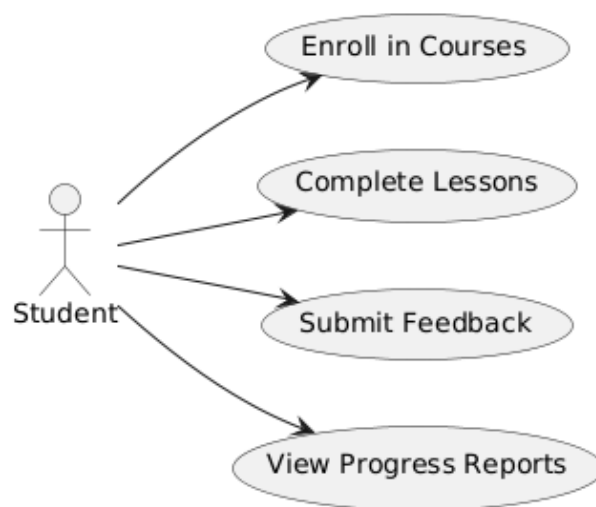 Enroll in Courses
Complete Lessons
Student
Submit Feedback
View Progress Reports